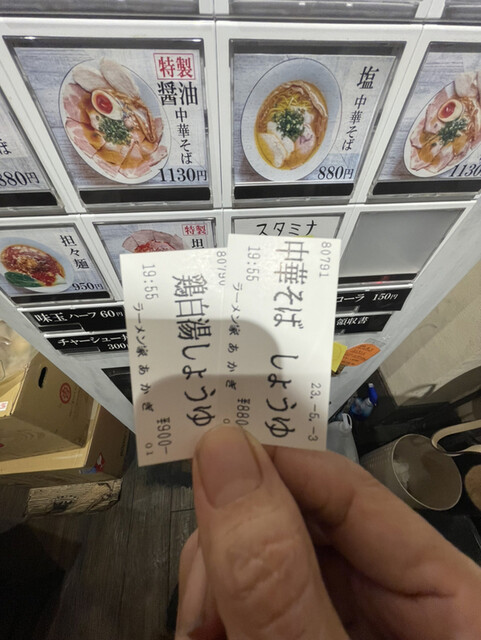 特製
醤油
中華そば
1130円
塩
中華そば
880円
880円
1130
担々麺
950円
特製
スタミナ
コーラ 150円
味玉ハーフ 60円
領収書
チャーシュー
300
80790
19:55
鶏白湯しょうゆ
ラーメン家 あかぎ
¥900-
01
80791
19:55
中華そば しょうゆ
ラーメン家 あかぎ
¥880
23.-5.-3